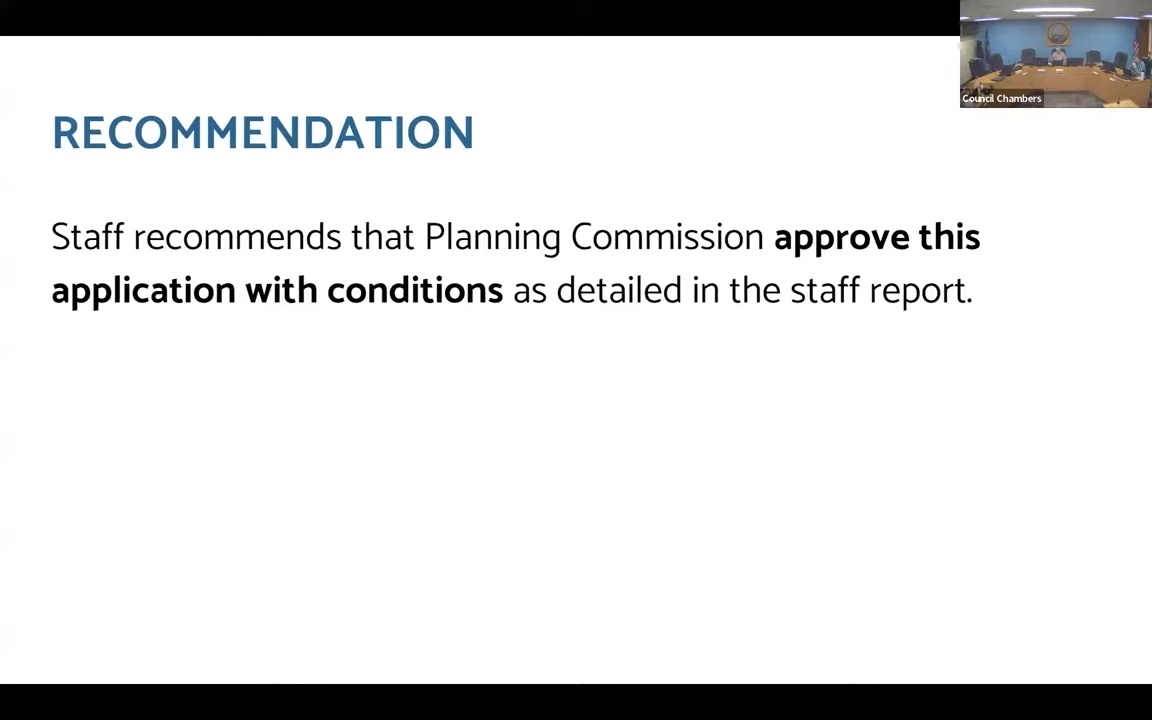 Council Chambers
RECOMMENDATION
Staff recommends that Planning Commission approve this
application with conditions as detailed in the staff report.